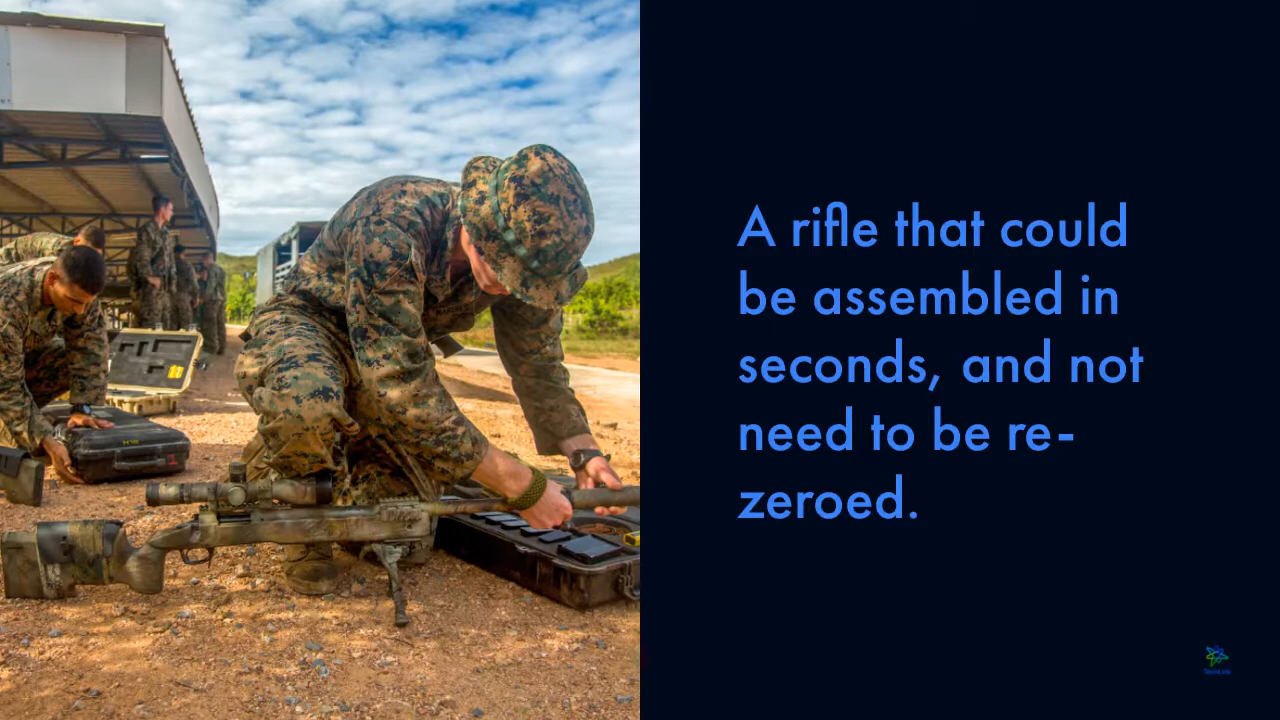 A rifle that could
be assembled in
seconds, and not
need to be re-
zeroed.